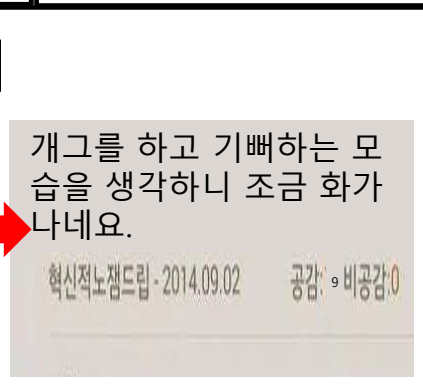 개그를 하고 기뻐하는 모
습을 생각하니 조금 화가
나네요.
혁신적노잼드립 - 2014.09.02 공감: 9 비공감:0